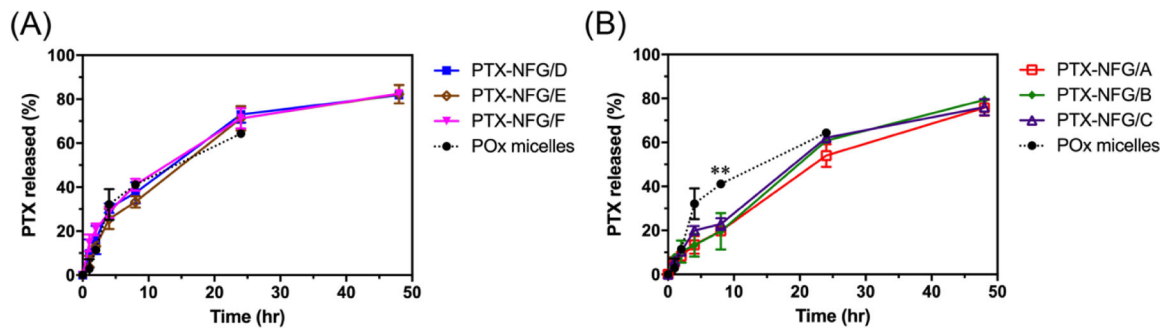 (A)
PTX released (%)
100
80
60
40
20
0
0 10 20 30 40 50
Time (hr)
PTX-NFG/D
PTX-NFG/E
PTX-NFG/F
POx micelles
(B)
PTX released (%)
100
80
60
40
20
0
**
0 10 20 30 40 50
Time (hr)
PTX-NFG/A
PTX-NFG/B
PTX-NFG/C
POx micelles